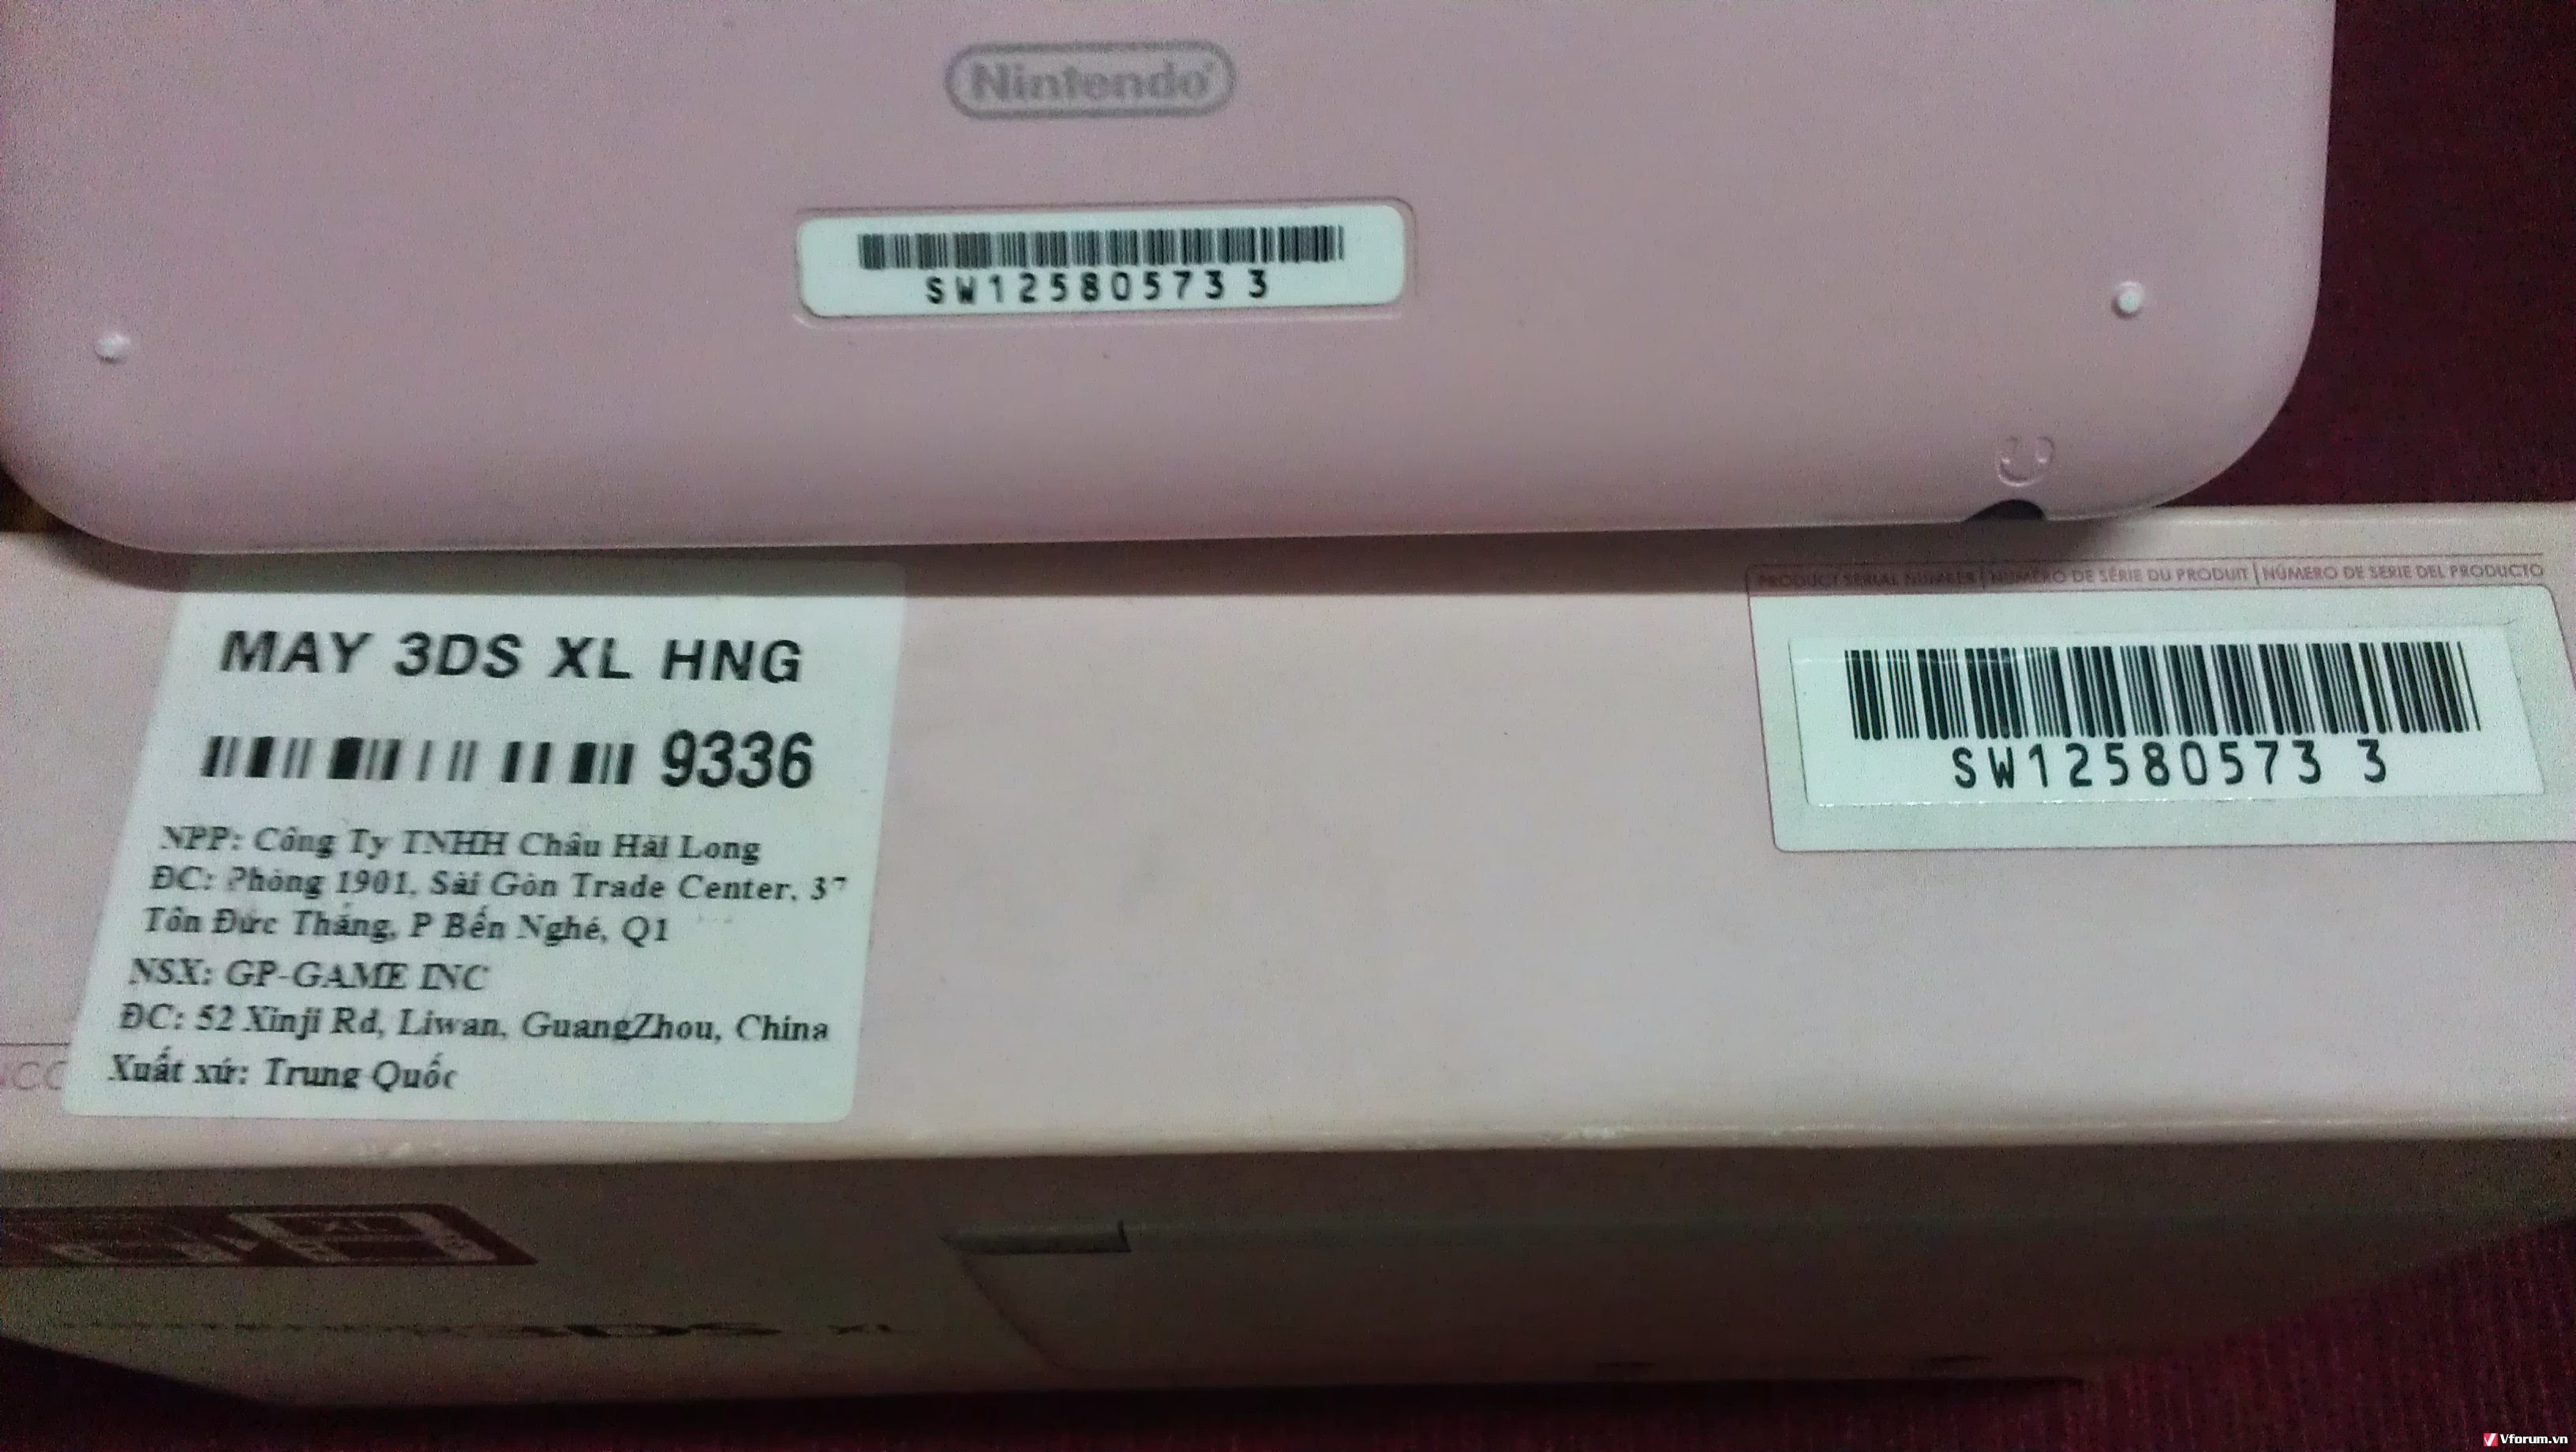 Nintendo
SW12580573 3
PRODUCT SERIAL NUMBER | NUMÉRO DE SÉRIE DU PRODUIT | NÚMERO DE SERIE DEL PRODUCTO
SW12580573 3
MAY 3DS XL HNG
9336
NPP: Công Ty TNHH Châu Hải Long
ĐC: Phòng 1901, Sài Gòn Trade Center, 37
Tôn Đức Thắng, P Bến Nghé, Q1
NSX: GP-GAME INC
ĐC: 52 Xinji Rd, Liwan, GuangZhou, China
Xuất xứ: Trung Quốc
3DS XL
Vforum.vn